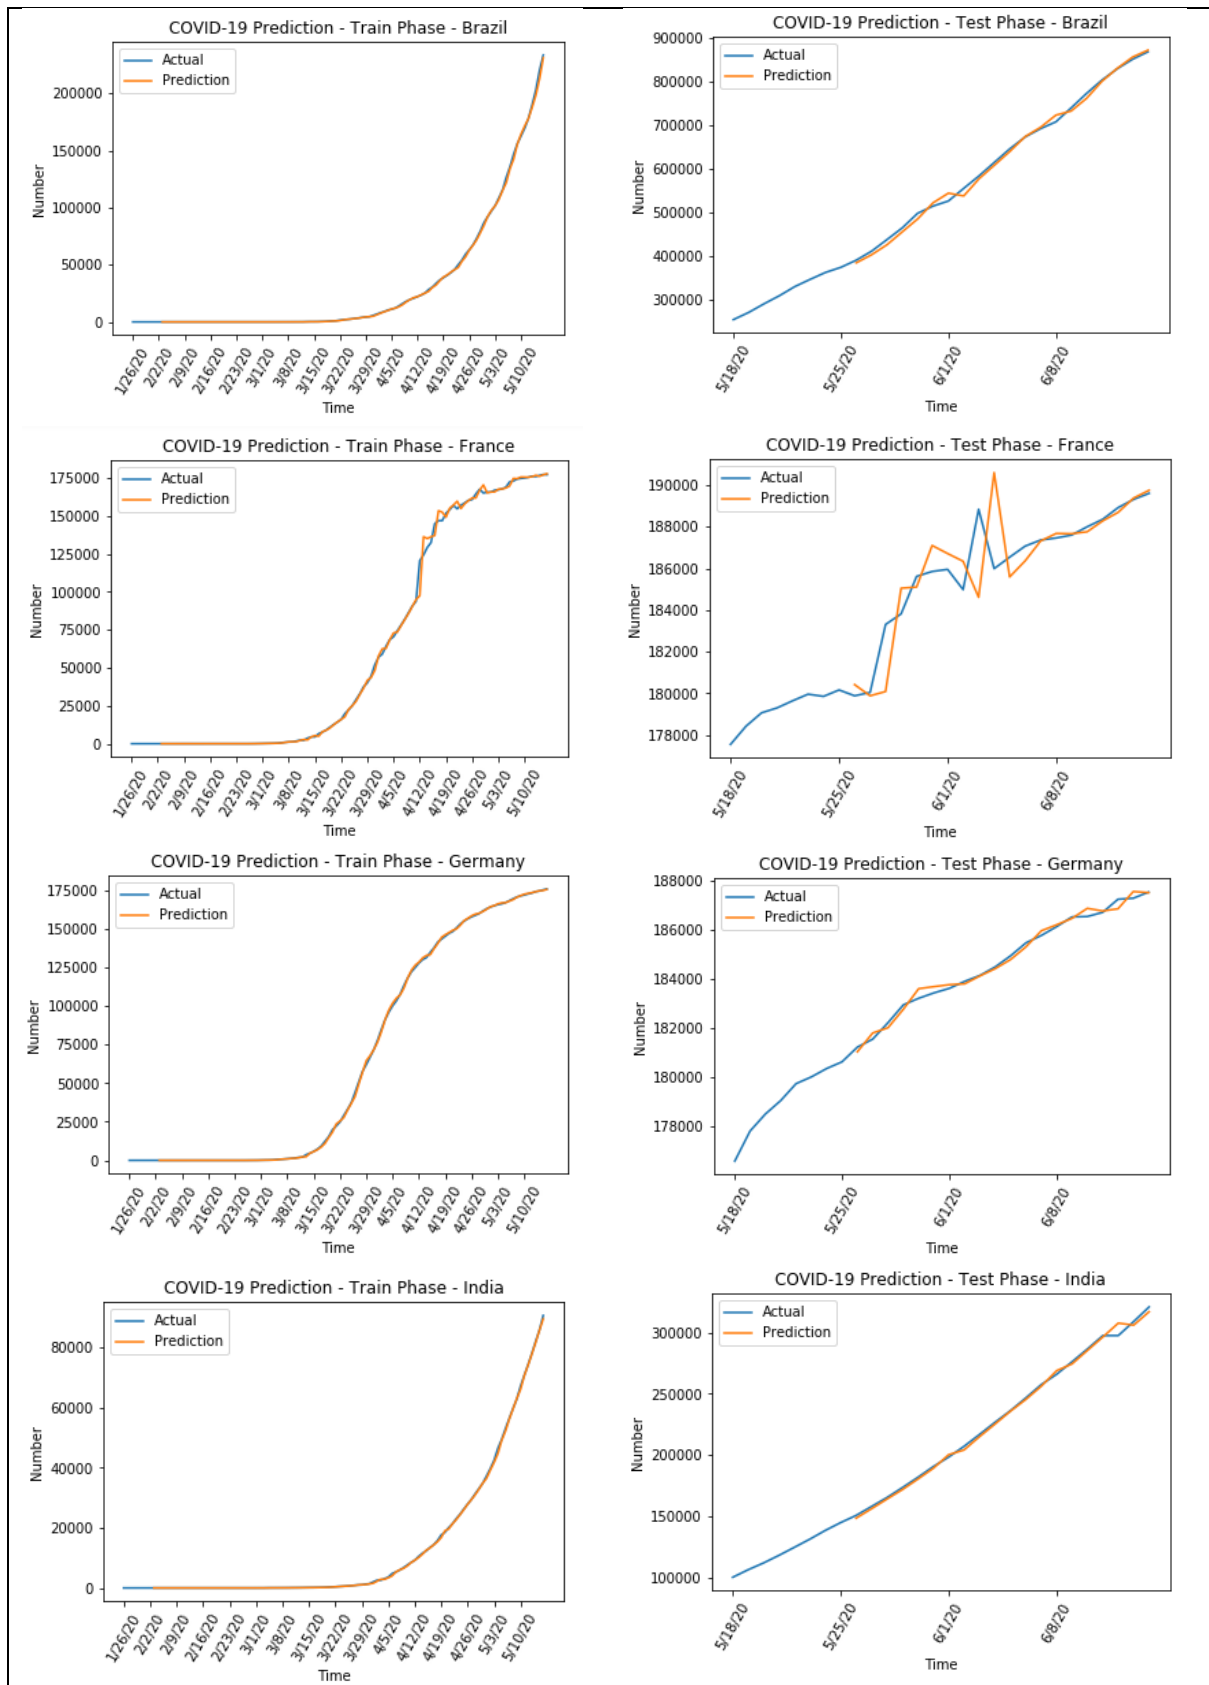 COVID-19 Prediction - Train Phase - Brazil
Actual
Prediction
200000
150000
100000
50000
0
Number
1/26/20 2/2/20 2/9/20 2/16/20 2/23/20 3/1/20 3/8/20 3/15/20 3/22/20 3/29/20 4/5/20 4/12/20 4/19/20 4/26/20 5/3/20 5/10/20
Time
COVID-19 Prediction - Test Phase - Brazil
Actual
Prediction
900000
800000
700000
600000
500000
400000
300000
Number
5/18/20 5/25/20 6/1/20 6/8/20
Time
COVID-19 Prediction - Train Phase - France
Actual
Prediction
175000
150000
125000
100000
75000
50000
25000
0
Number
1/26/20 2/2/20 2/9/20 2/16/20 2/23/20 3/1/20 3/8/20 3/15/20 3/22/20 3/29/20 4/5/20 4/12/20 4/19/20 4/26/20 5/3/20 5/10/20
Time
COVID-19 Prediction - Test Phase - France
Actual
Prediction
190000
188000
186000
184000
182000
180000
178000
Number
5/18/20 5/25/20 6/1/20 6/8/20
Time
COVID-19 Prediction - Train Phase - Germany
Actual
Prediction
175000
150000
125000
100000
75000
50000
25000
0
Number
1/26/20 2/2/20 2/9/20 2/16/20 2/23/20 3/1/20 3/8/20 3/15/20 3/22/20 3/29/20 4/5/20 4/12/20 4/19/20 4/26/20 5/3/20 5/10/20
Time
COVID-19 Prediction - Test Phase - Germany
Actual
Prediction
188000
186000
184000
182000
180000
178000
Number
5/18/20 5/25/20 6/1/20 6/8/20
Time
COVID-19 Prediction - Train Phase - India
Actual
Prediction
80000
60000
40000
20000
0
Number
1/26/20 2/2/20 2/9/20 2/16/20 2/23/20 3/1/20 3/8/20 3/15/20 3/22/20 3/29/20 4/5/20 4/12/20 4/19/20 4/26/20 5/3/20 5/10/20
Time
COVID-19 Prediction - Test Phase - India
Actual
Prediction
300000
250000
200000
150000
100000
Number
5/18/20 5/25/20 6/1/20 6/8/20
Time